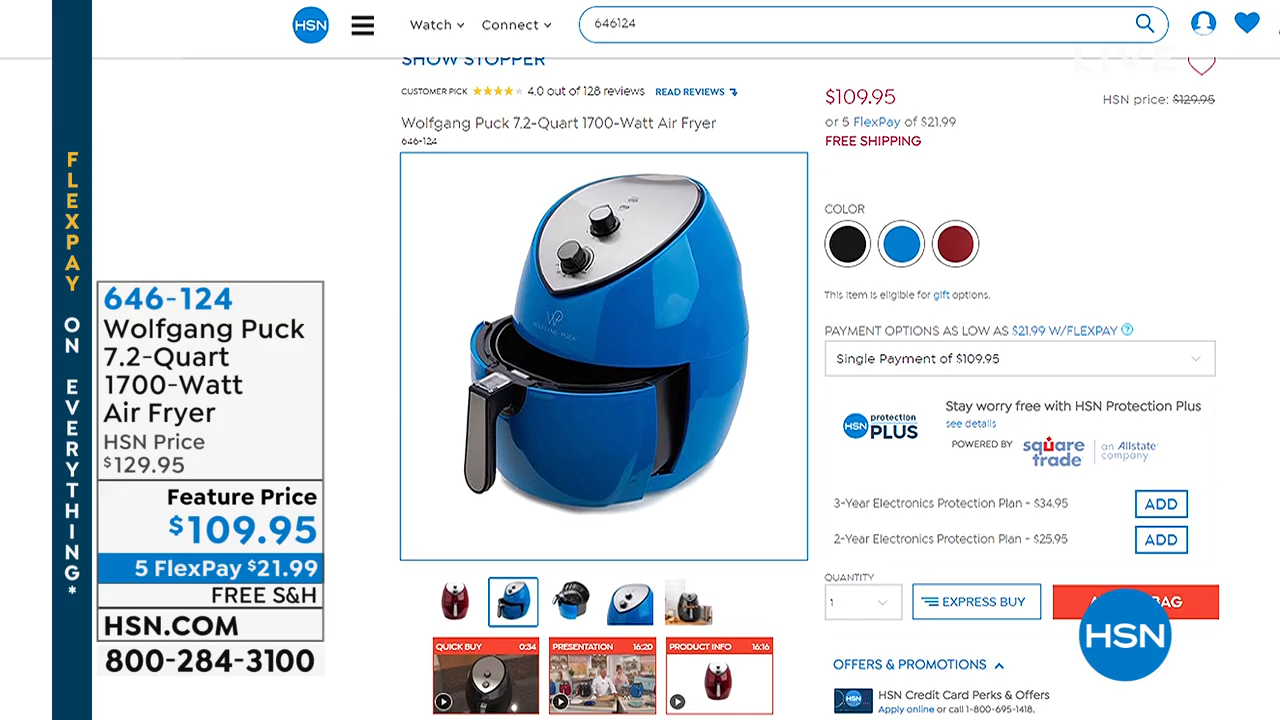 HSN
Watch
Connect
646124
LIVE
SHOW STOPPER
CUSTOMER PICK
4.0 out of 128 reviews
READ REVIEWS
Wolfgang Puck 7.2-Quart 1700-Watt Air Fryer
646-124
WOLFGANG PUCK
$109.95
HSN price: $129.95
or 5 FlexPay of $21.99
FREE SHIPPING
COLOR
This item is eligible for gift options.
PAYMENT OPTIONS AS LOW AS $21.99 W/FLEXPAY ?
Single Payment of $109.95
HSN protection PLUS
Stay worry free with HSN Protection Plus
see details
POWERED BY
square trade
an Allstate company
3-Year Electronics Protection Plan - $34.95
ADD
2-Year Electronics Protection Plan - $25.95
ADD
QUANTITY
1
EXPRESS BUY
BAG
HSN
OFFERS & PROMOTIONS
HSN
HSN Credit Card Perks & Offers
Apply online or call 1-800-695-1418.
QUICK BUY 0:34
PRESENTATION 16:20
PRODUCT INFO 16:16
FLEXPAY ON EVERYTHING*
646-124
Wolfgang Puck
7.2-Quart
1700-Watt
Air Fryer
HSN Price
$129.95
Feature Price
$109.95
5 FlexPay $21.99
FREE S&H
HSN.COM
800-284-3100